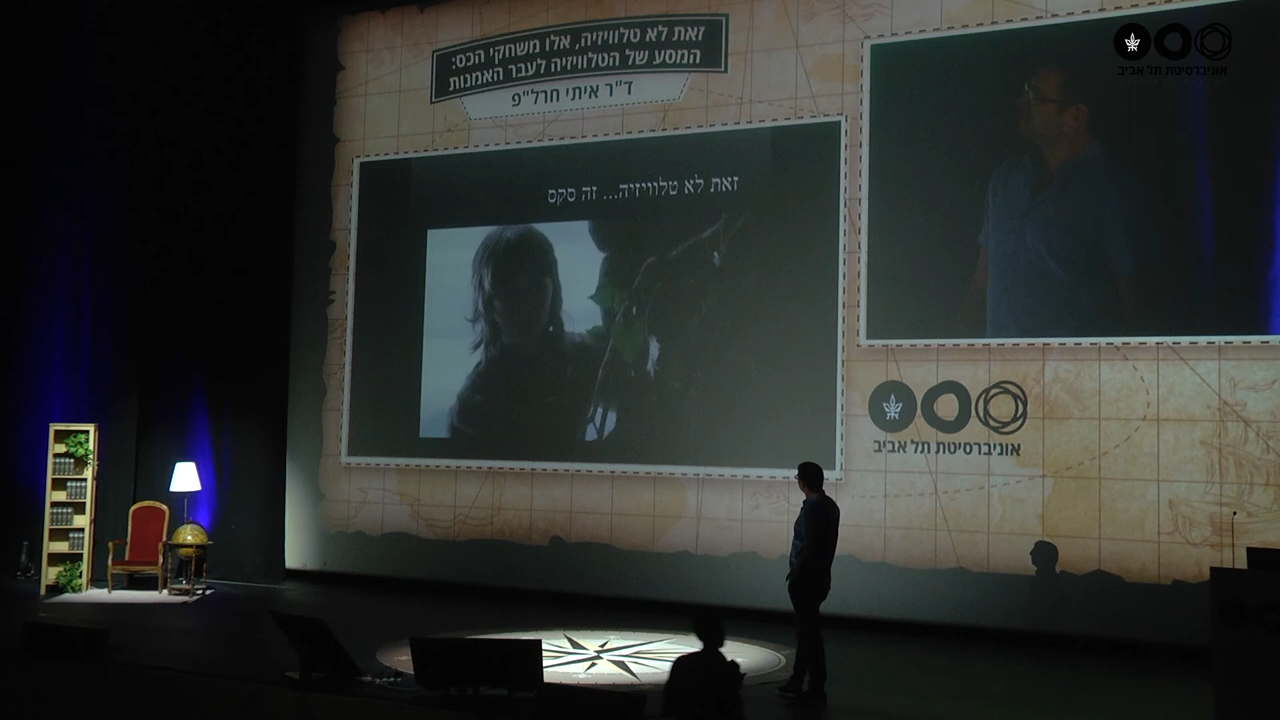 זאת לא טלוויזיה, אלו משחקי הכס:
המסע של הטלוויזיה לעבר האמנות
ד"ר איתי חרל"פ
זאת לא טלוויזיה... זה סקס
אוניברסיטת תל אביב
אוניברסיטת תל אביב